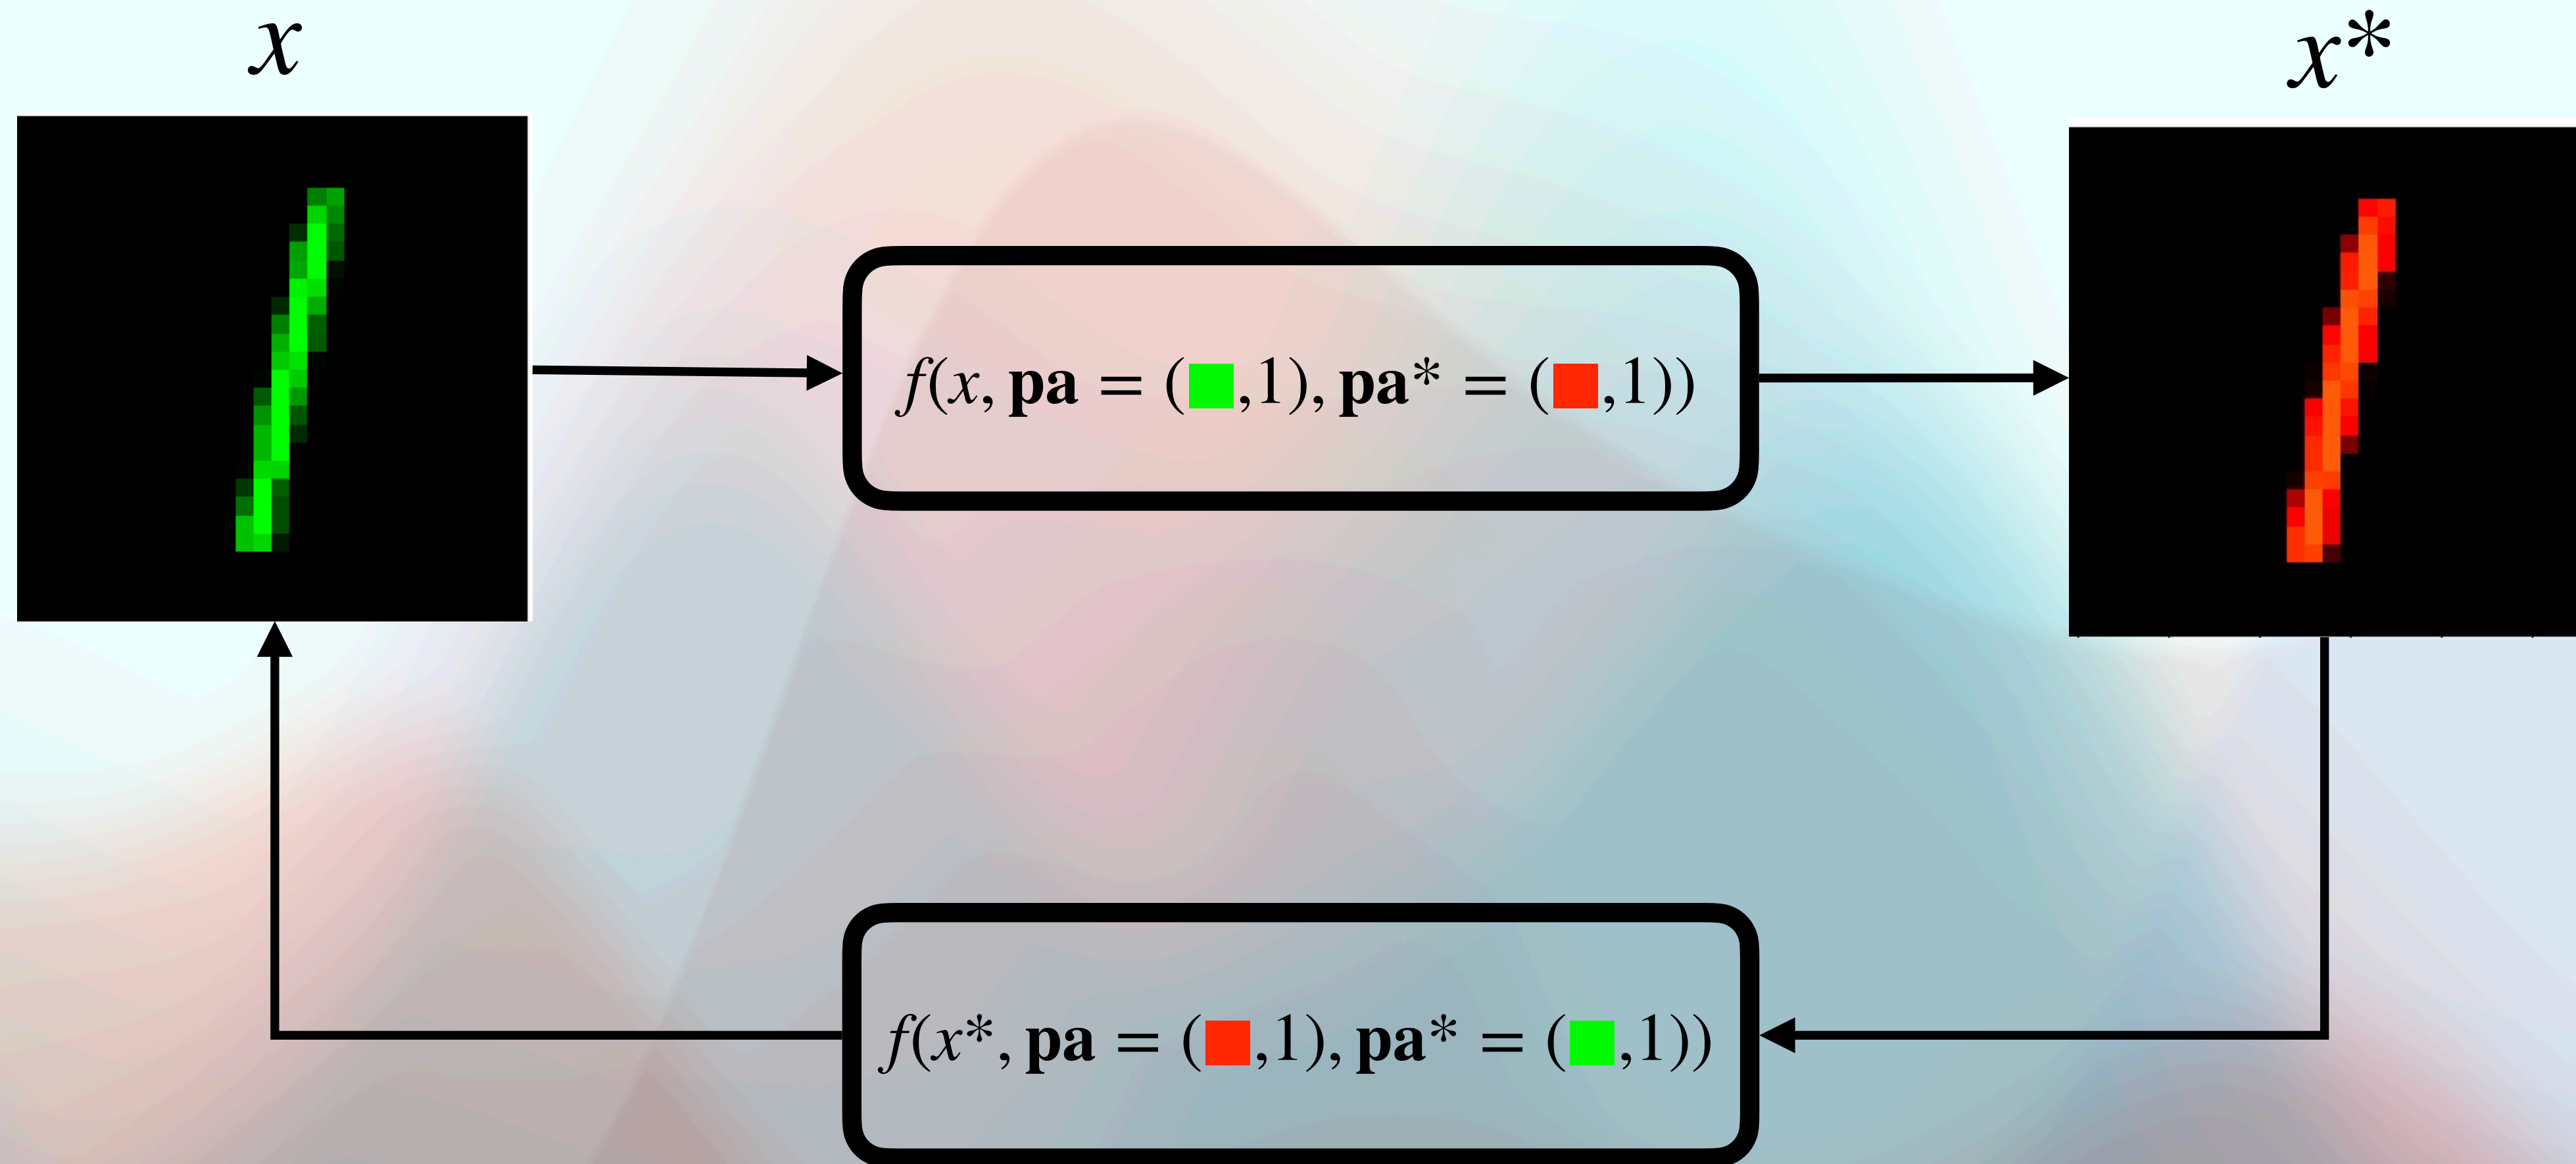 x
x*
f(x, pa = (🟩,1), pa* = (🟥,1))
f(x*, pa = (🟥,1), pa* = (🟩,1))